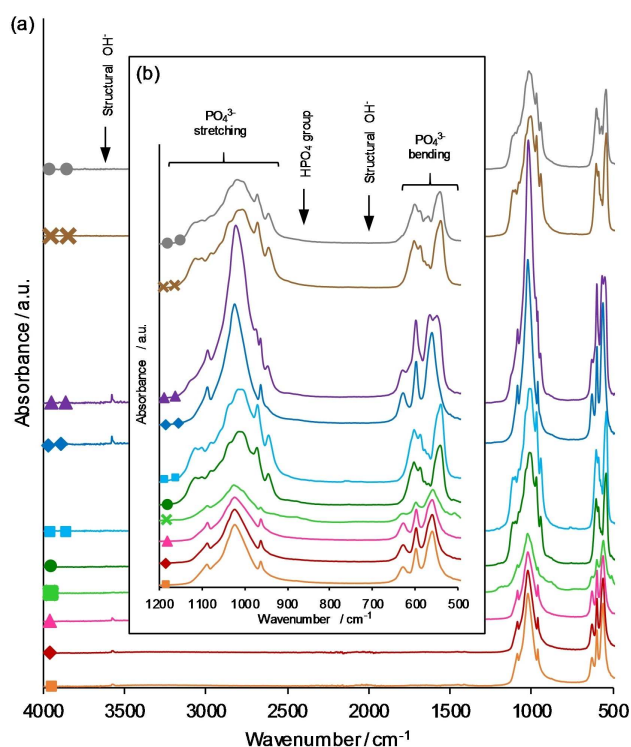 (a)
Structural OH-
(b)
PO₄³⁻
stretching
HPO₄ group
Structural OH-
PO₄³⁻
bending
Absorbance / a.u.
Absorbance / a.u.
1200 1100 1000 900 800 700 600 500
Wavenumber / cm⁻¹
4000 3500 3000 2500 2000 1500 1000 500
Wavenumber / cm⁻¹